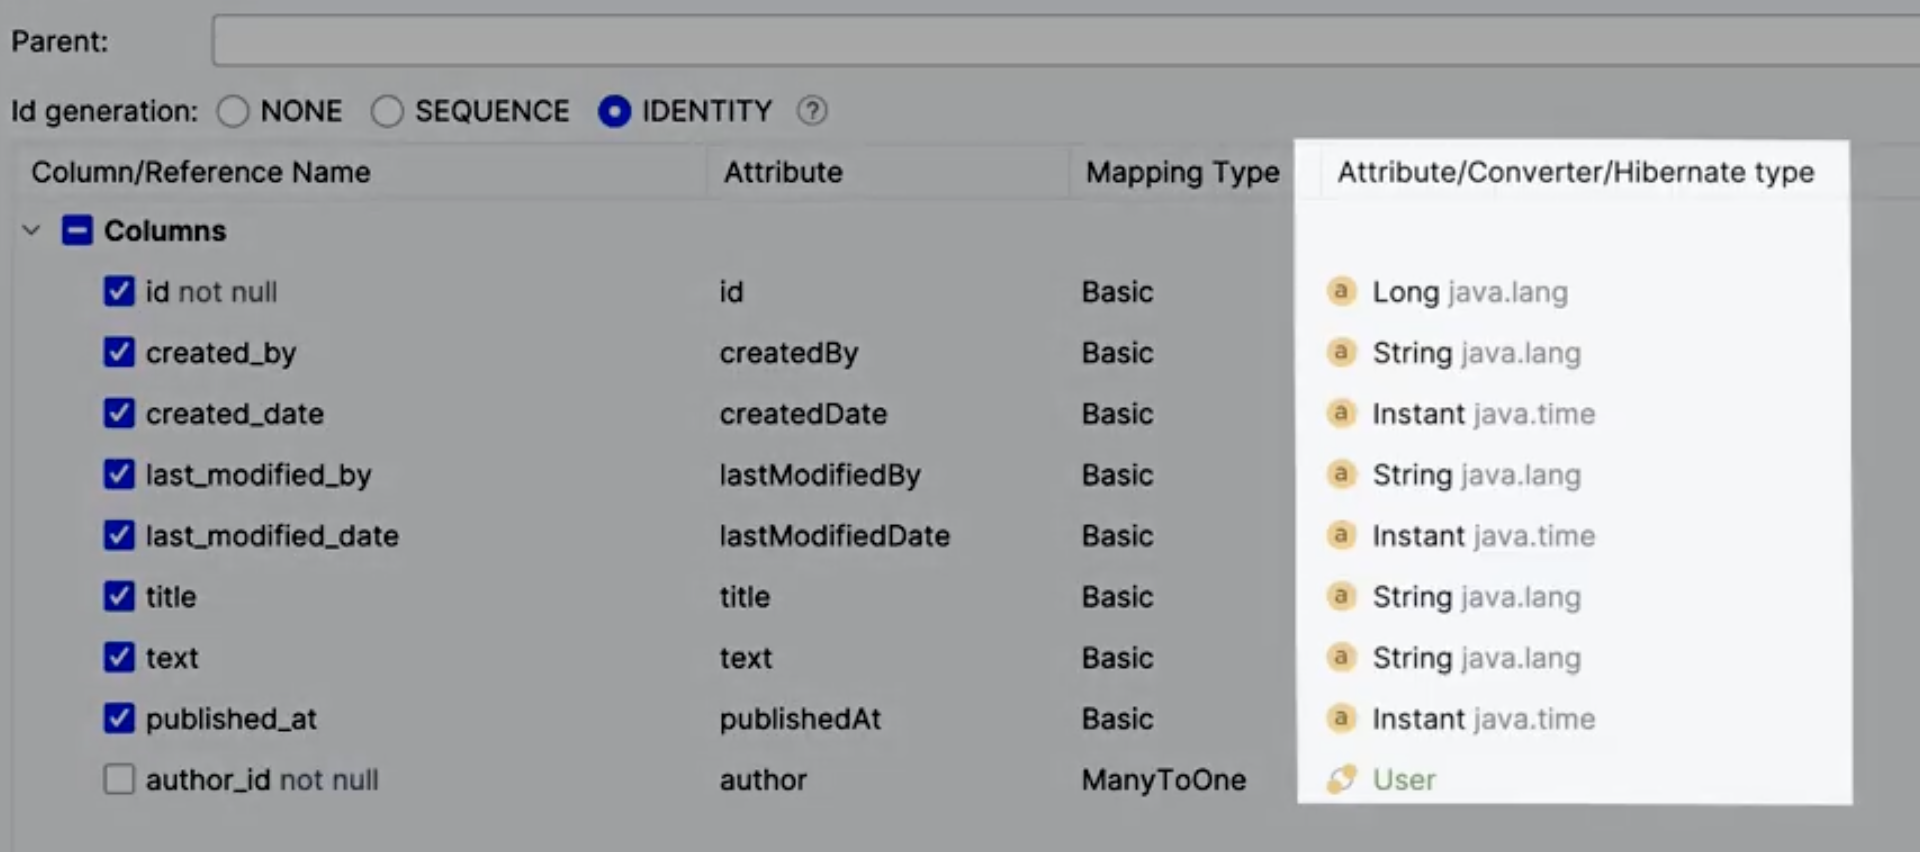 Parent:
Id generation: NONE SEQUENCE IDENTITY ?
Column/Reference Name Attribute Mapping Type Attribute/Converter/Hibernate type
Columns
id not null id Basic a Long java.lang
created_by createdBy Basic a String java.lang
created_date createdDate Basic a Instant java.time
last_modified_by lastModifiedBy Basic a String java.lang
last_modified_date lastModifiedDate Basic a Instant java.time
title title Basic a String java.lang
text text Basic a String java.lang
published_at publishedAt Basic a Instant java.time
author_id not null author ManyToOne User